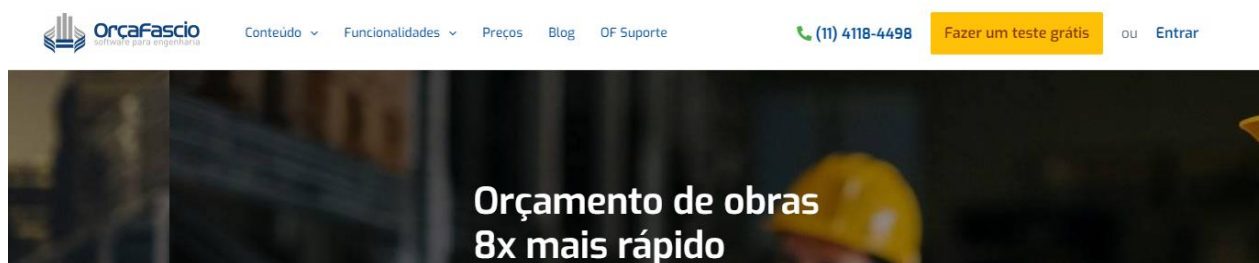 OrçaFascio
software para engenharia
Conteúdo
Funcionalidades
Preços
Blog
OF Suporte
(11) 4118-4498
Fazer um teste grátis
ou
Entrar
Orçamento de obras
8x mais rápido